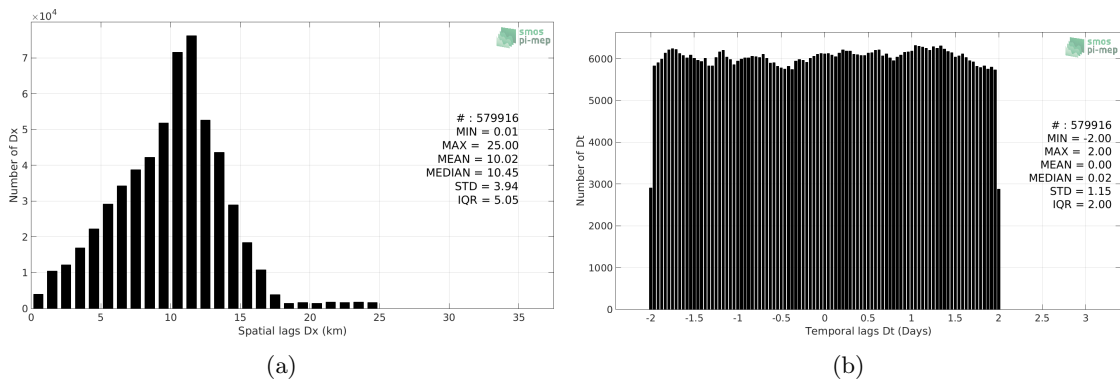 ×10⁴
7
6
5
4
3
2
1
0
Number of Dx
0 5 10 15 20 25 30 35
Spatial lags Dx (km)
smos
pi-mep
# : 579916
MIN = 0.01
MAX = 25.00
MEAN = 10.02
MEDIAN = 10.45
STD = 3.94
IQR = 5.05
(a)
6000
5000
4000
3000
2000
1000
0
Number of Dt
-2 -1.5 -1 -0.5 0 0.5 1 1.5 2 2.5 3
Temporal lags Dt (Days)
smos
pi-mep
# : 579916
MIN = -2.00
MAX = 2.00
MEAN = 0.00
MEDIAN = 0.02
STD = 1.15
IQR = 2.00
(b)